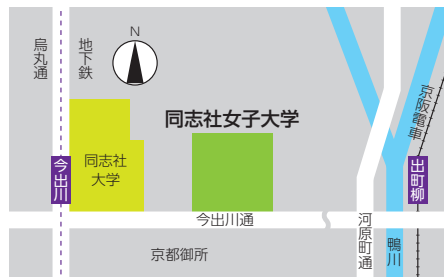 烏丸通
地下鉄
N
同志社女子大学
京阪電車
同志社
大学
今出川
出町柳
今出川通
河原町通
鴨川
京都御所